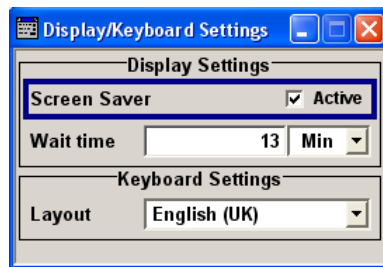 Display/Keyboard Settings
Display Settings
Screen Saver Active
Wait time 13 Min
Keyboard Settings
Layout English (UK)